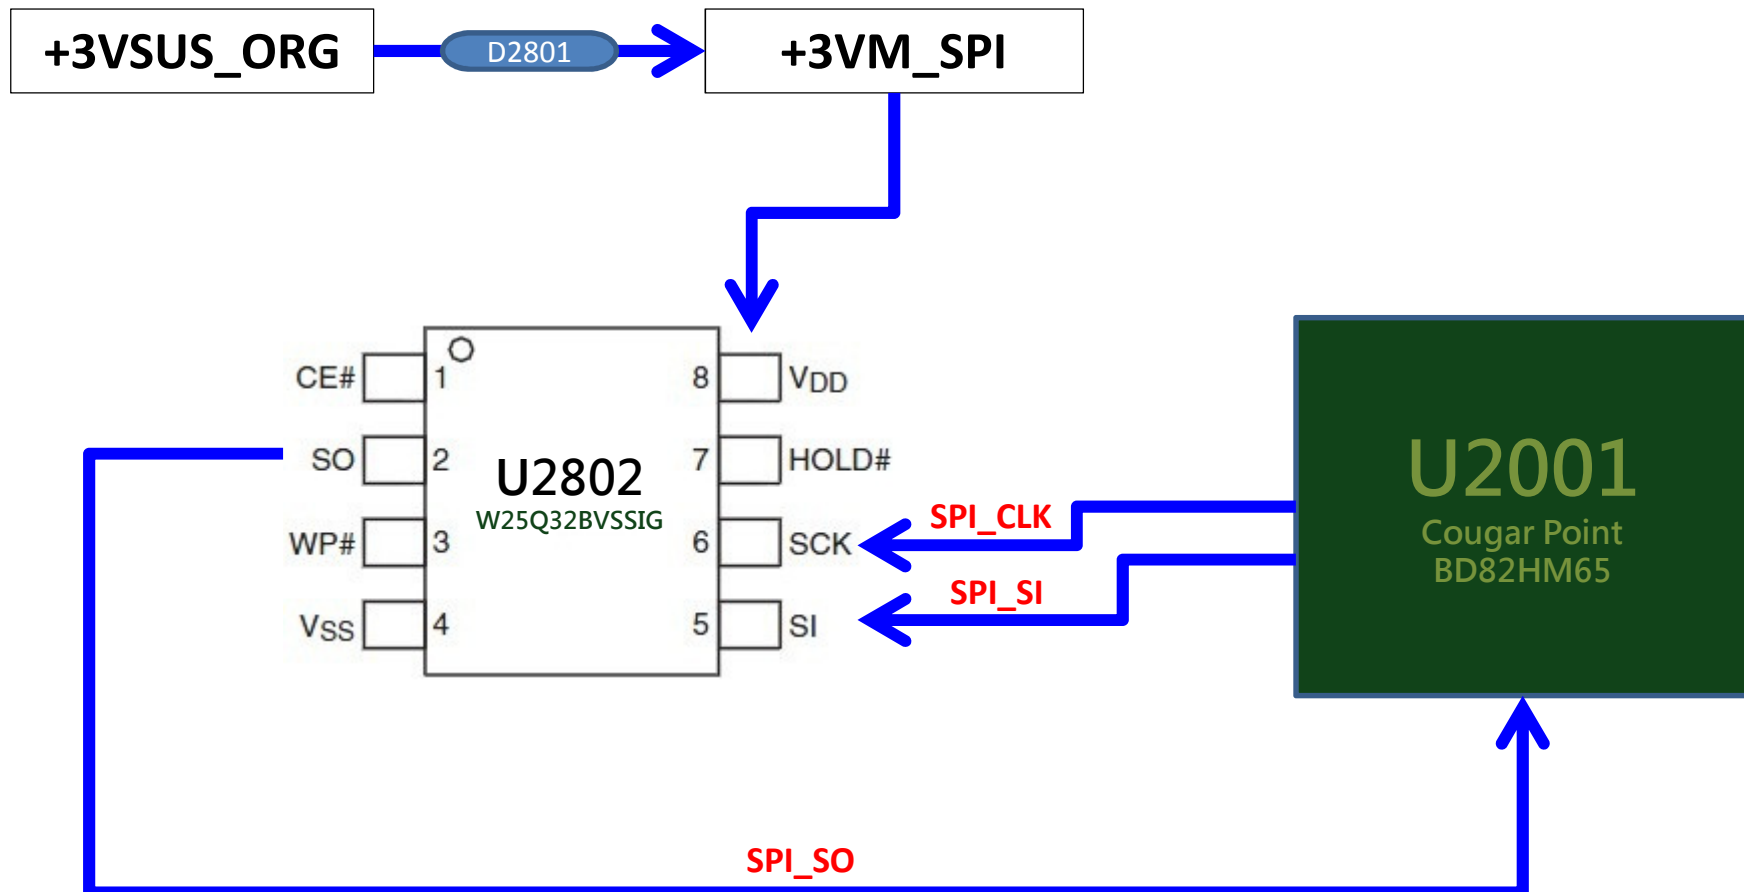 +3VSUS_ORG
D2801
+3VM_SPI
CE# 1
8 VDD
SO 2
7 HOLD#
U2802
W25Q32BVSSIG
WP# 3
6 SCK
VSS 4
5 SI
SPI_CLK
SPI_SI
U2001
Cougar Point
BD82HM65
SPI_SO